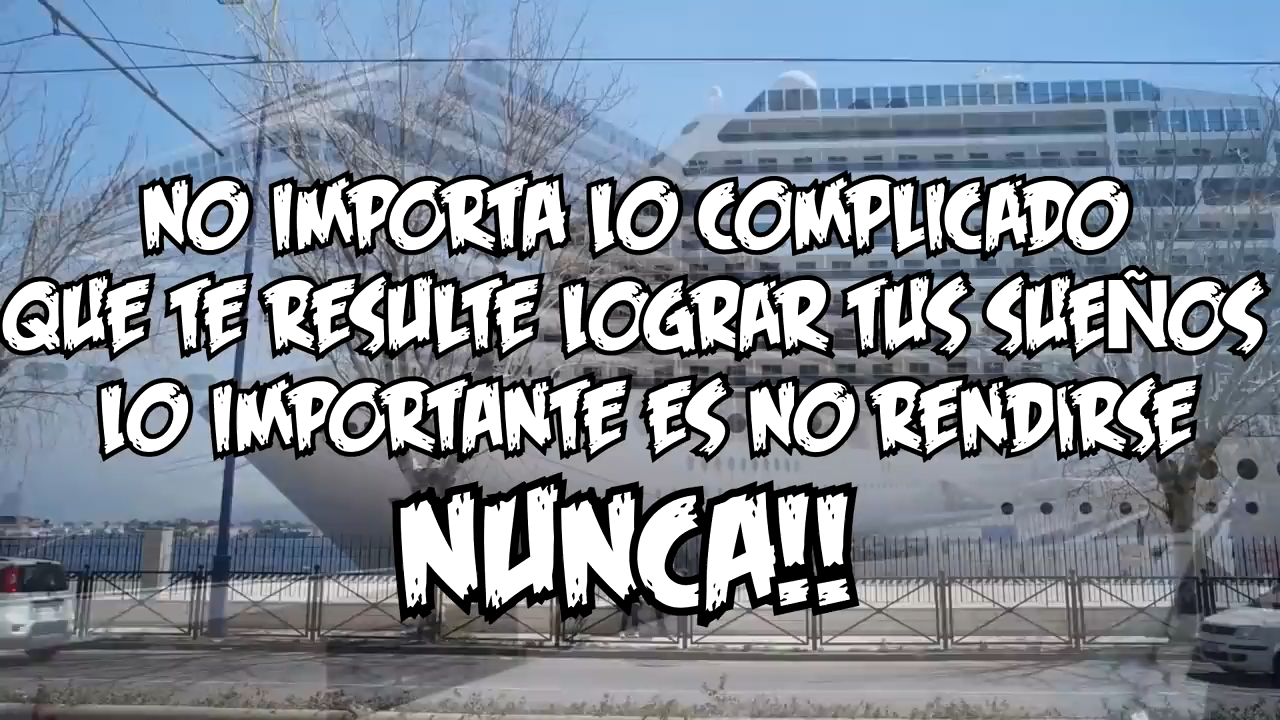 NO IMPORTA LO COMPLICADO
QUE TE RESULTE LOGRAR TUS SUEÑOS
LO IMPORTANTE ES NO RENDIRSE
NUNCA!!